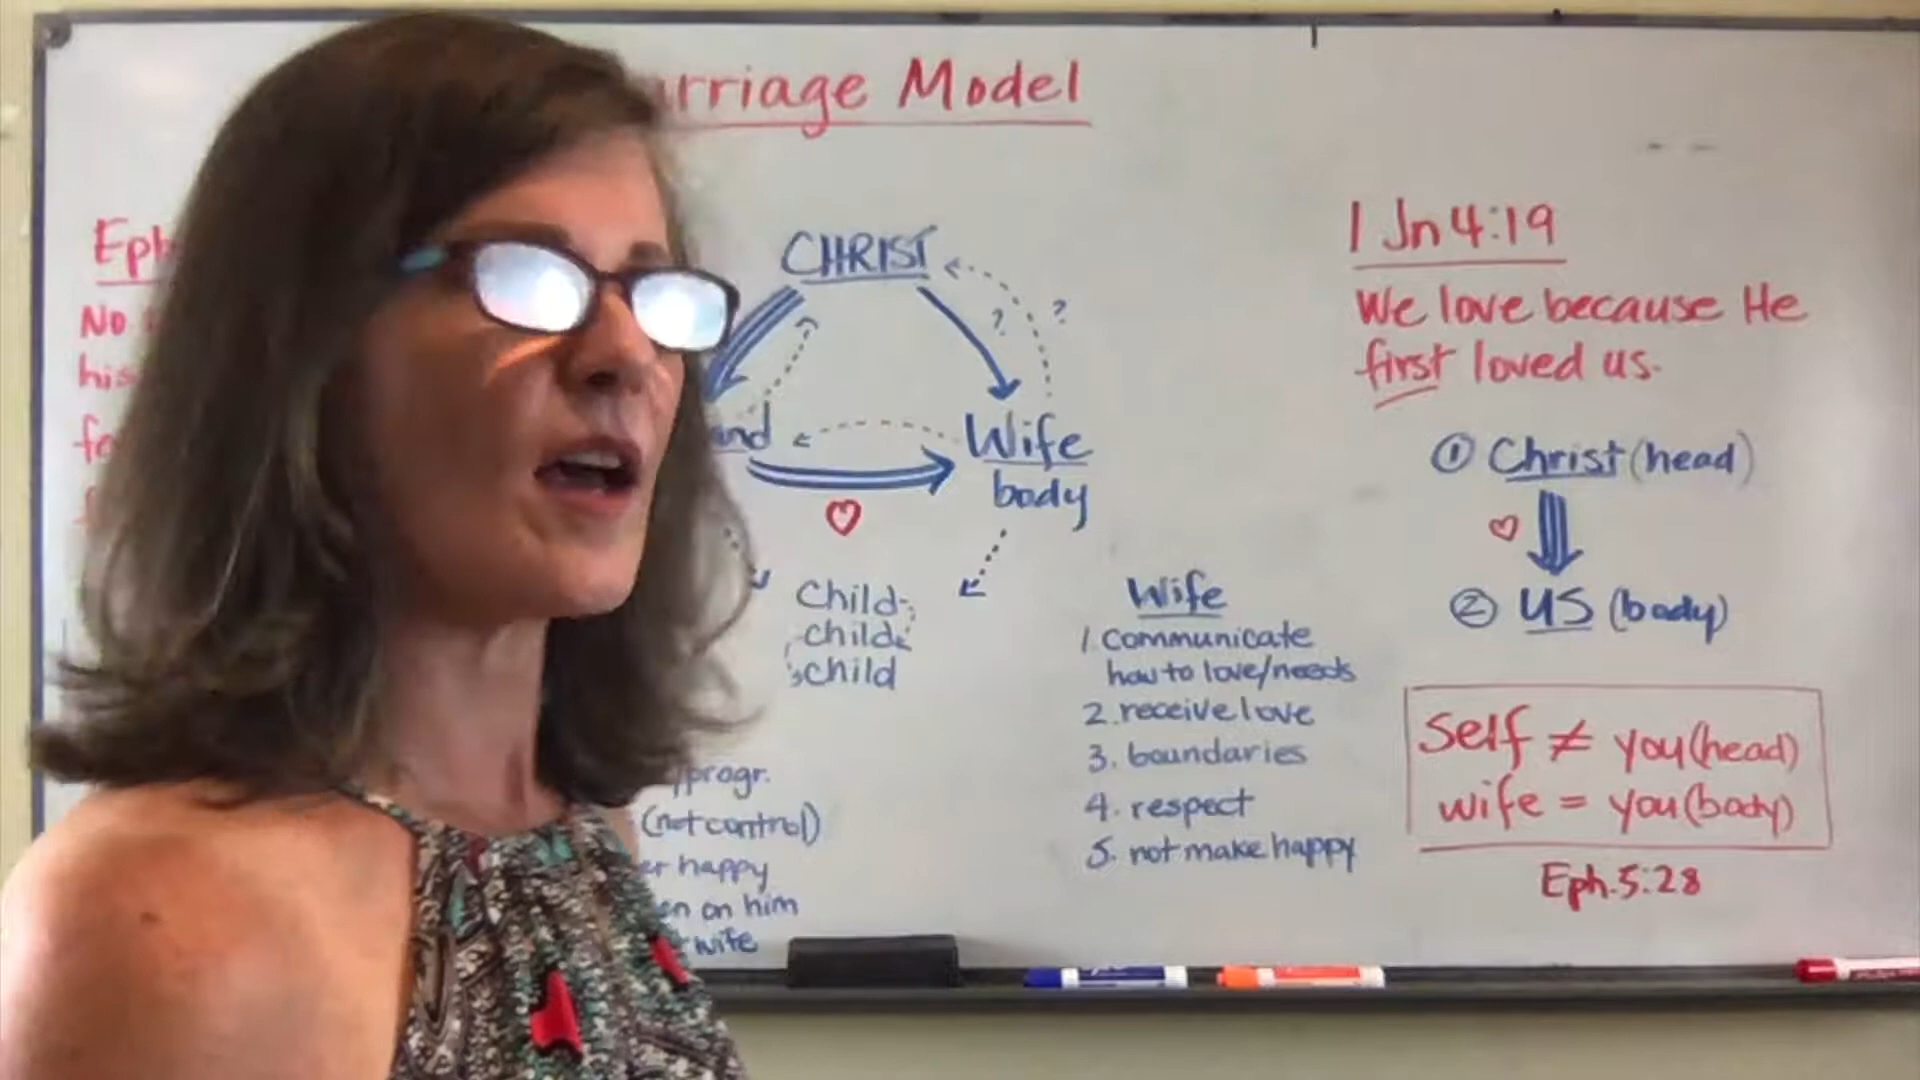 arriage Model
Eph
No
his
CHRIST
? ?
and
Wife
body
child
child
child
progr.
(not control)
er happy
en on him
wife
Wife
1. communicate
how to love/needs
2. receive love
3. boundaries
4. respect
5. not make happy
1 Jn 4:19
We love because He
first loved us.
① Christ (head)
② US (body)
Self ≠ you (head)
wife = you (body)
Eph. 5:28